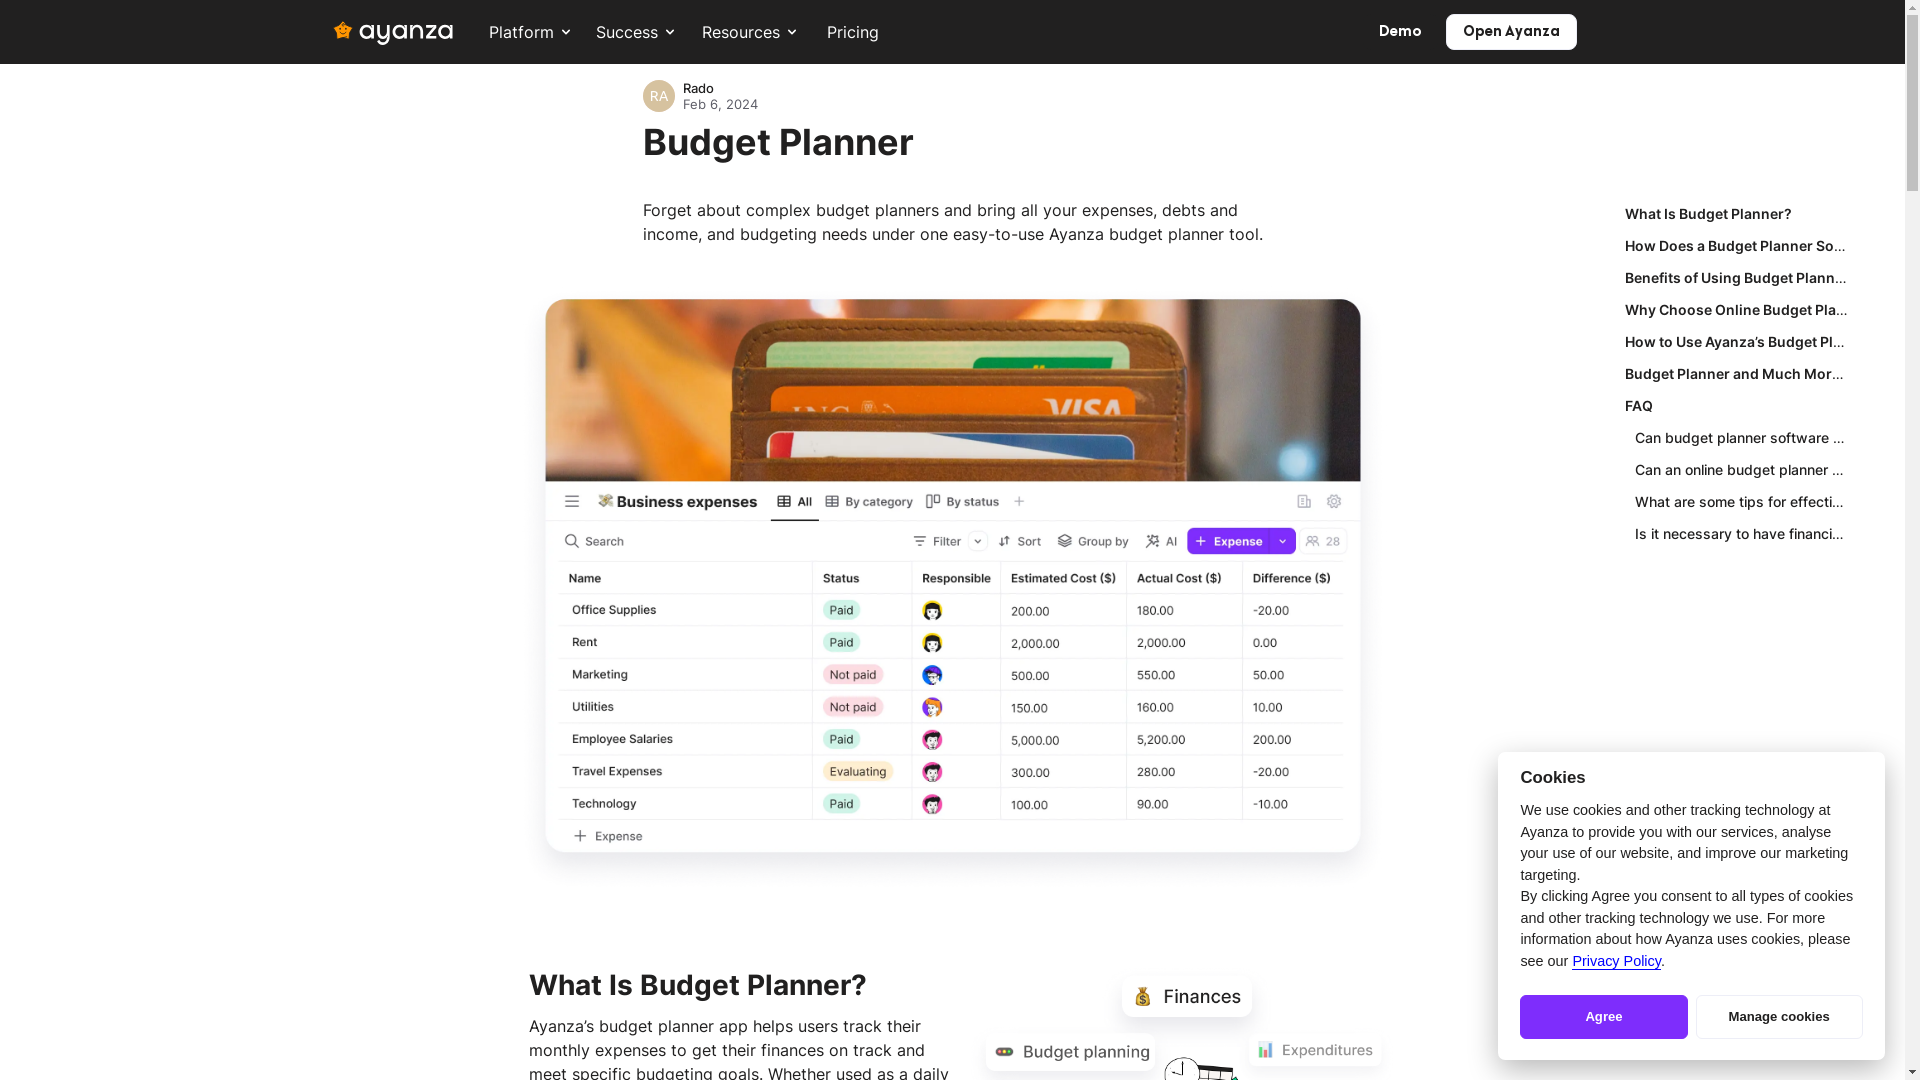 ayanza
Platform
Success
Resources
Pricing
Demo
Open Ayanza
RA
Rado
Feb 6, 2024
Budget Planner
Forget about complex budget planners and bring all your expenses, debts and
income, and budgeting needs under one easy-to-use Ayanza budget planner tool.
What Is Budget Planner?
How Does a Budget Planner So...
Benefits of Using Budget Plann...
Why Choose Online Budget Pla...
How to Use Ayanza’s Budget Pl...
Budget Planner and Much Mor...
FAQ
Can budget planner software ...
Can an online budget planner ...
What are some tips for effecti...
Is it necessary to have financi...
ING
VISA
Business expenses
All
By category
By status
Search
Filter
Sort
Group by
AI
+ Expense
28
Name Status Responsible Estimated Cost ($) Actual Cost ($) Difference ($)
Office Supplies Paid 200.00 180.00 -20.00
Rent Paid 2,000.00 2,000.00 0.00
Marketing Not paid 500.00 550.00 50.00
Utilities Not paid 150.00 160.00 10.00
Employee Salaries Paid 5,000.00 5,200.00 200.00
Travel Expenses Evaluating 300.00 280.00 -20.00
Technology Paid 100.00 90.00 -10.00
+ Expense
What Is Budget Planner?
Ayanza’s budget planner app helps users track their
monthly expenses to get their finances on track and
meet specific budgeting goals. Whether used as a daily
Finances
Budget planning
Expenditures
Cookies
We use cookies and other tracking technology at
Ayanza to provide you with our services, analyse
your use of our website, and improve our marketing
targeting.
By clicking Agree you consent to all types of cookies
and other tracking technology we use. For more
information about how Ayanza uses cookies, please
see our Privacy Policy.
Agree
Manage cookies